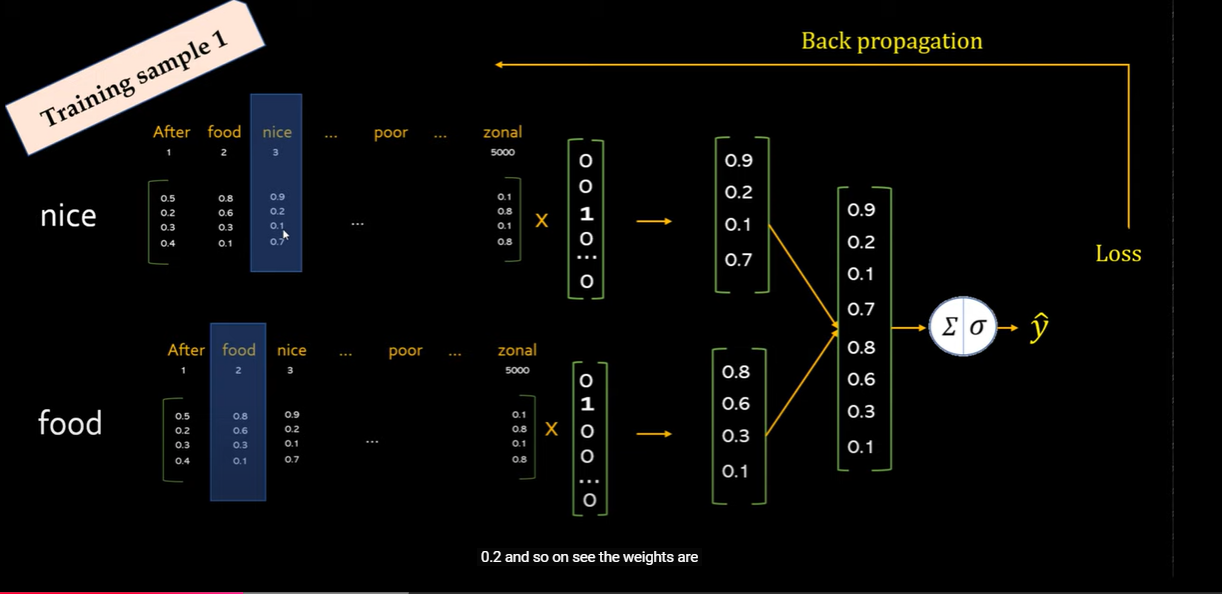 Training sample 1
Back propagation
After food nice ... poor ... zonal
1 2 3 5000
nice
0.5 0.8 0.9 0.1
0.2 0.6 0.2 0.8
0.3 0.3 0.1 ... 0.1
0.4 0.1 0.7 0.8
X
0
0
1
0
...
0
0.9
0.2
0.1
0.7
0.9
0.2
0.1
0.7
0.8
0.6
0.3
0.1
Σ σ
ŷ
Loss
After food nice ... poor ... zonal
1 2 3 5000
food
0.5 0.8 0.9 0.1
0.2 0.6 0.2 0.8
0.3 0.3 0.1 ... 0.1
0.4 0.1 0.7 0.8
X
0
1
0
0
...
0
0.8
0.6
0.3
0.1
0.2 and so on see the weights are